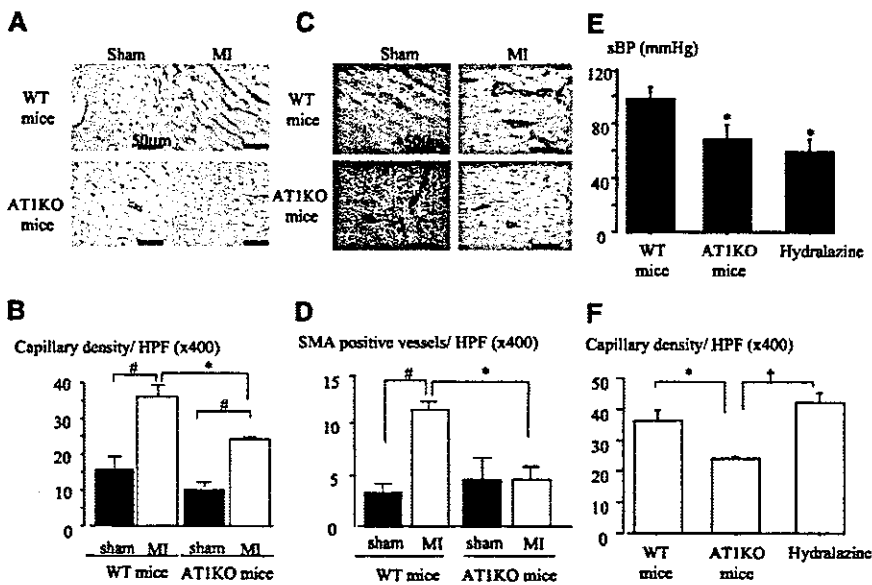 A
Sham MI
WT mice
50um
AT1KO mice
B
Capillary density/ HPF (x400)
40
30
20
10
0
# * #
sham MI sham MI
WT mice AT1KO mice
C
Sham MI
WT mice
50um
AT1KO mice
D
SMA positive vessels/ HPF (x400)
15
10
5
0
# *
sham MI sham MI
WT mice AT1KO mice
E
sBP (mmHg)
120
80
40
0
* *
WT mice AT1KO mice Hydralazine
F
Capillary density/ HPF (x400)
50
40
30
20
10
0
* †
WT mice AT1KO mice Hydralazine